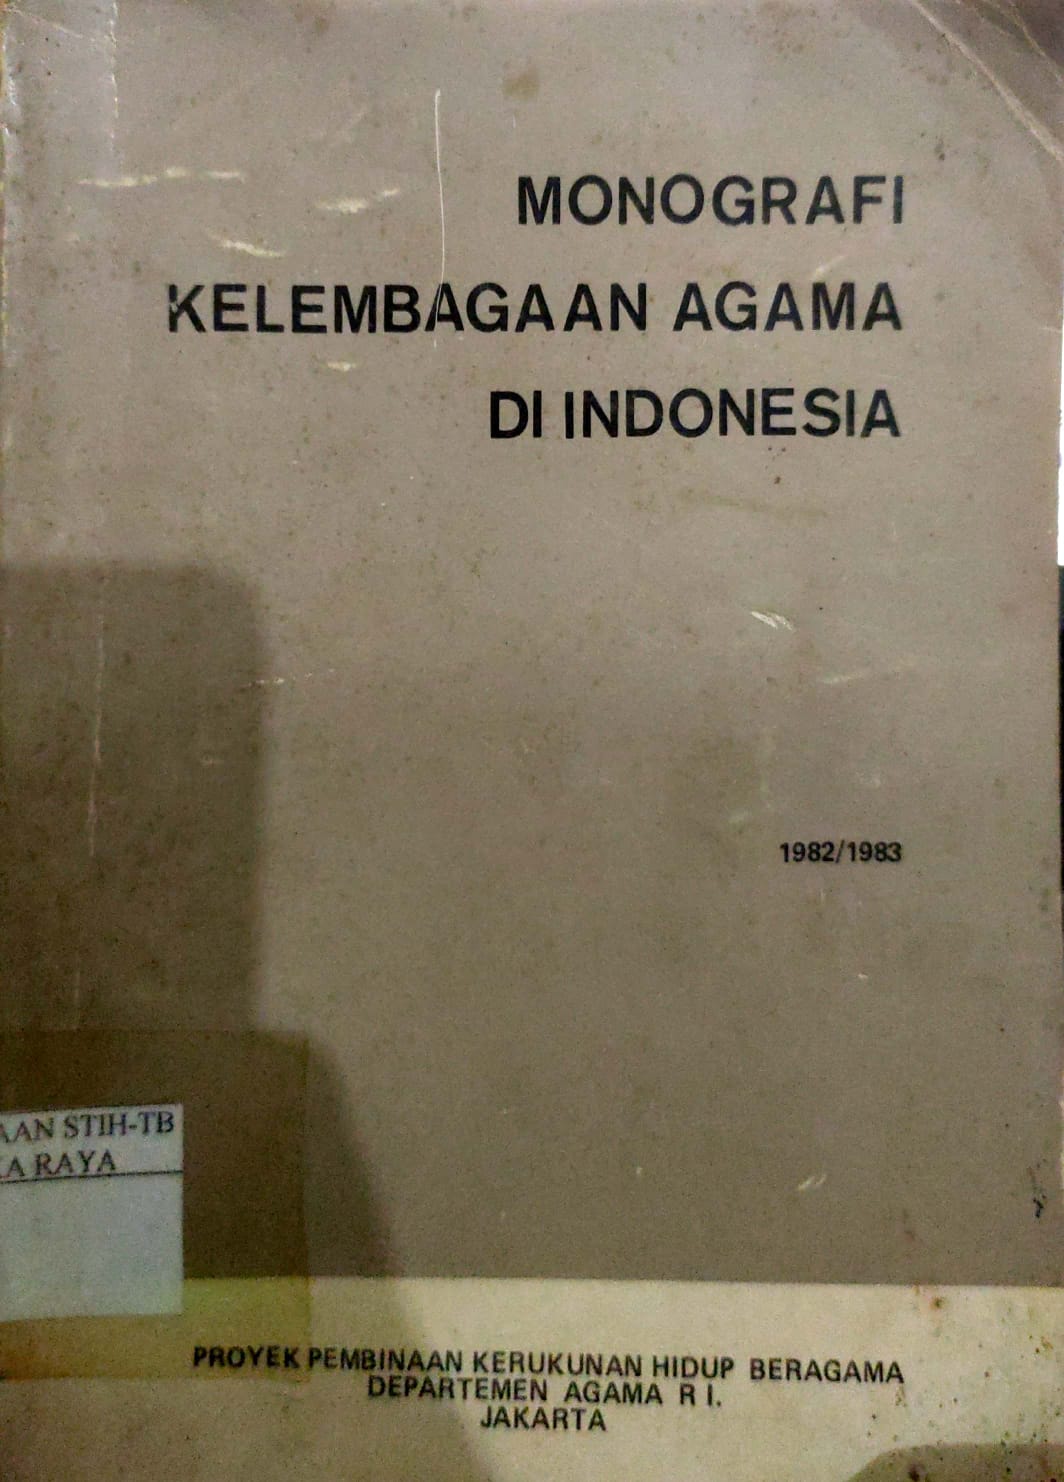 MONOGRAFI
KELEMBAGAAN AGAMA
DI INDONESIA
1982/1983
AAN STIH-TB
A RAYA
PROYEK PEMBINAAN KERUKUNAN HIDUP BERAGAMA
DEPARTEMEN AGAMA R I.
JAKARTA